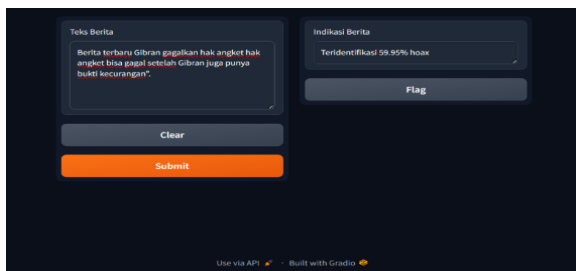 Teks Berita
Berita terbaru Gibran gagalkan hak angket hak
angket bisa gagal setelah Gibran juga punya
bukti kecurangan".
Clear
Submit
Indikasi Berita
Teridentifikasi 59.95% hoax
Flag
Use via API · Built with Gradio